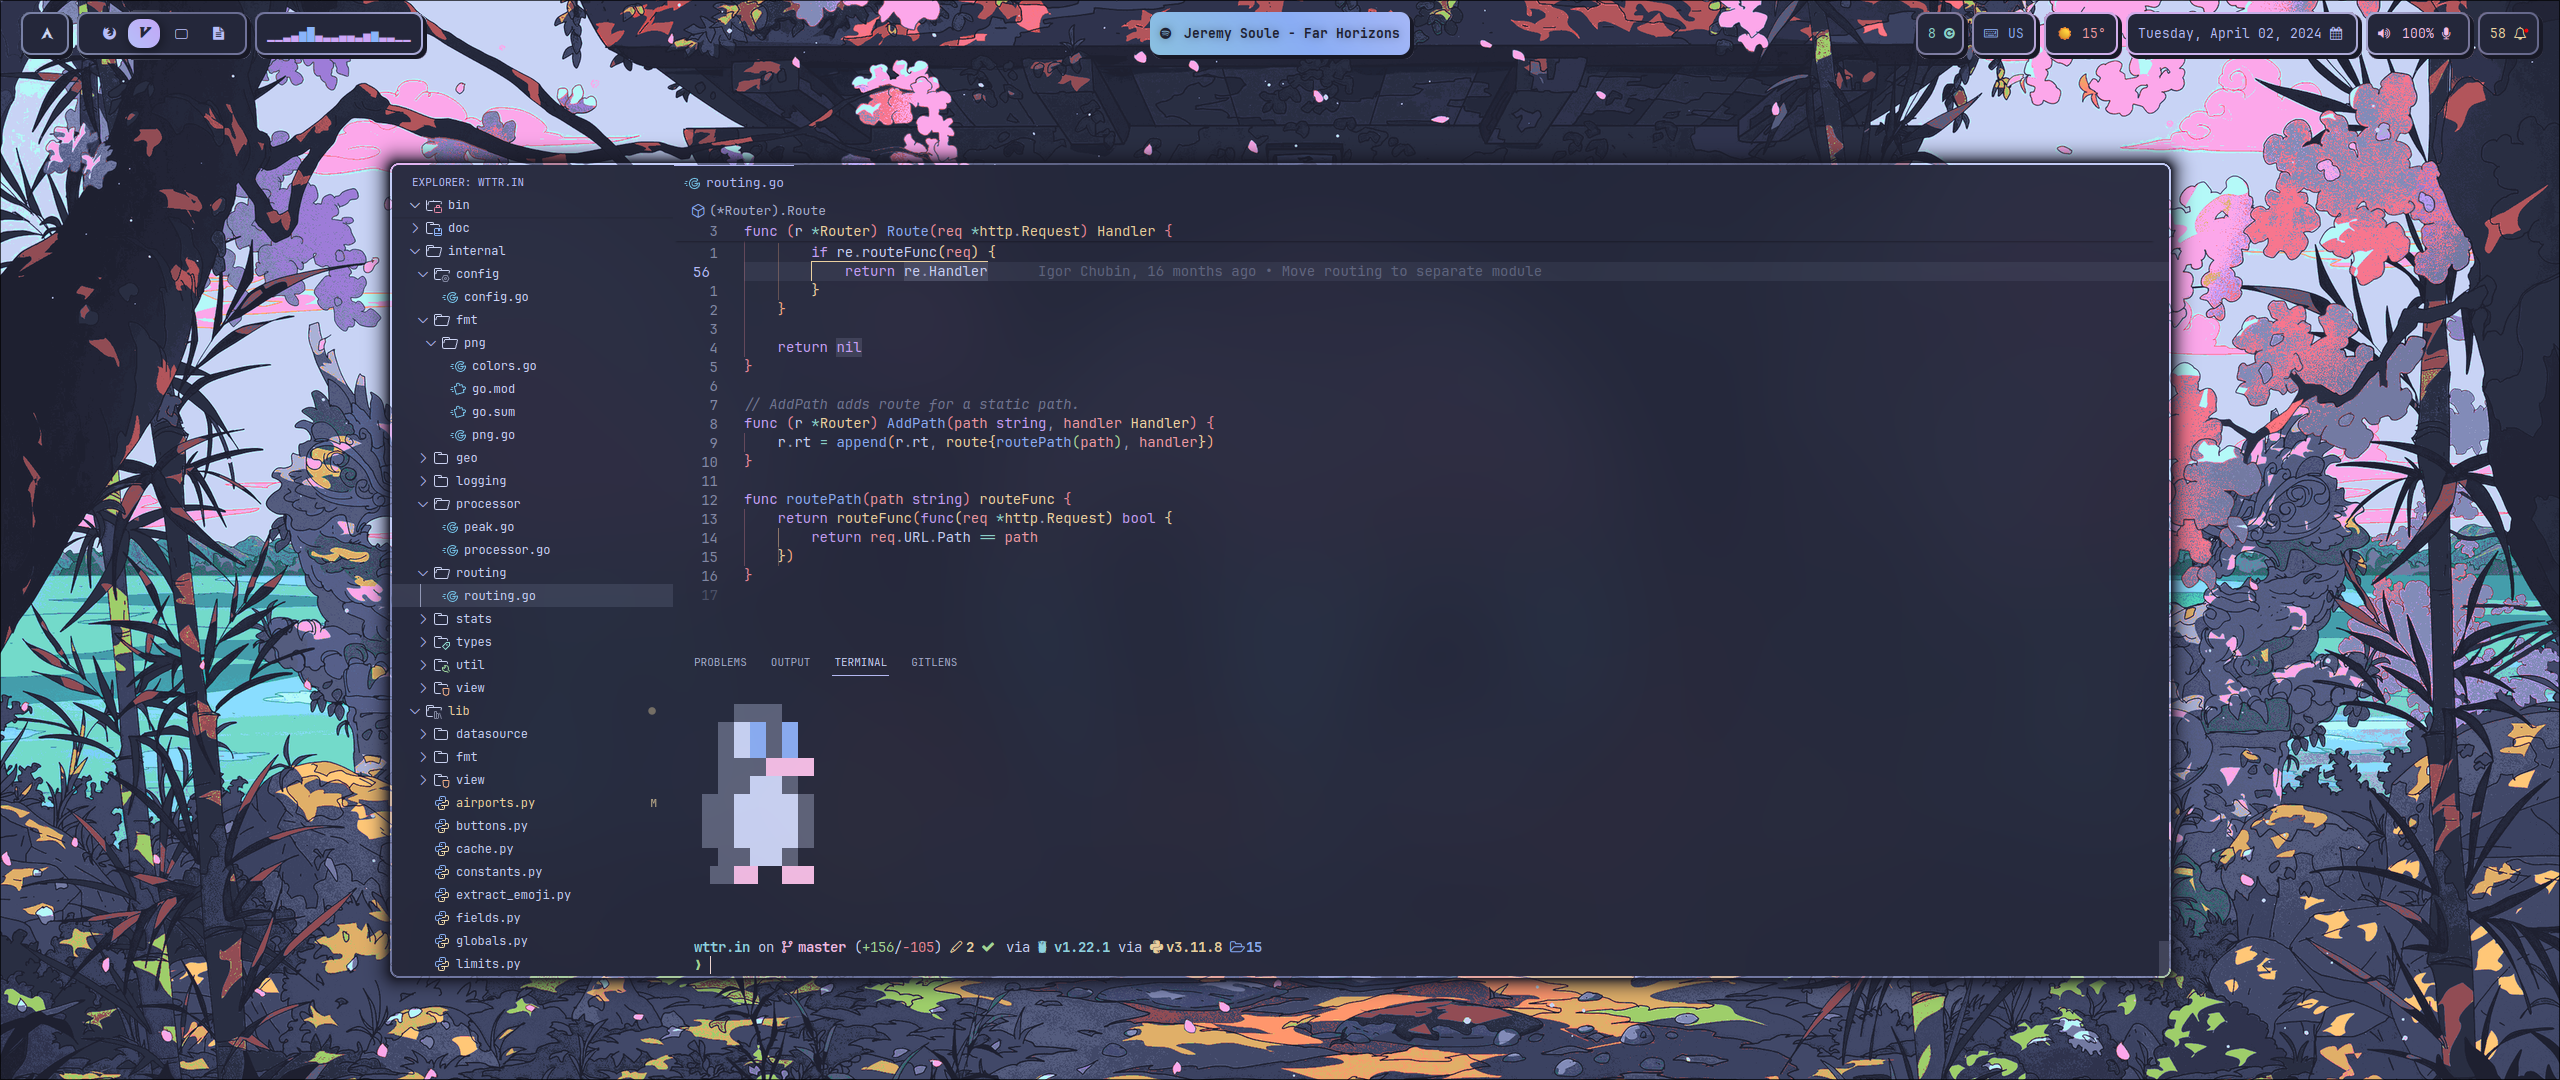 Jeremy Soule - Far Horizons
8
US
15°
Tuesday, April 02, 2024
100%
58
EXPLORER: WTTR.IN
bin
doc
internal
config
config.go
fmt
png
colors.go
go.mod
go.sum
png.go
geo
logging
processor
peak.go
processor.go
routing
routing.go
stats
types
util
view
lib
datasource
fmt
view
airports.py M
buttons.py
cache.py
constants.py
extract_emoji.py
fields.py
globals.py
limits.py
routing.go
(*Router).Route
3 func (r *Router) Route(req *http.Request) Handler {
1 if re.routeFunc(req) {
56 return re.Handler Igor Chubin, 16 months ago • Move routing to separate module
1 }
2 }
3
4 return nil
5 }
6
7 // AddPath adds route for a static path.
8 func (r *Router) AddPath(path string, handler Handler) {
9 r.rt = append(r.rt, route{routePath(path), handler})
10 }
11
12 func routePath(path string) routeFunc {
13 return routeFunc(func(req *http.Request) bool {
14 return req.URL.Path == path
15 })
16 }
17
PROBLEMS OUTPUT TERMINAL GITLENS
wttr.in on master (+156/-105) 2 ✔ via v1.22.1 via v3.11.8 15
❯